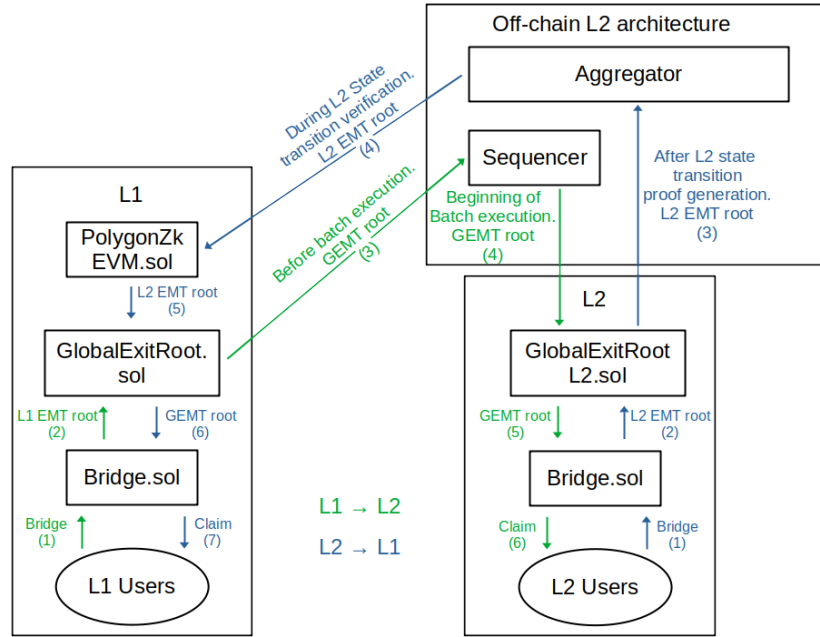 Off-chain L2 architecture
Aggregator
During L2 State
transition verification.
L2 EMT root
(4)
Sequencer
After L2 state
transition
proof generation.
L2 EMT root
(3)
Beginning of
Batch execution.
GEMT root
(4)
Before batch execution.
GEMT root
(3)
L1
PolygonZk
EVM.sol
L2 EMT root
(5)
GlobalExitRoot.
sol
L1 EMT root
(2)
GEMT root
(6)
Bridge.sol
Bridge
(1)
Claim
(7)
L1 Users
L1 → L2
L2 → L1
L2
GlobalExitRoot
L2.sol
GEMT root
(5)
L2 EMT root
(2)
Bridge.sol
Claim
(6)
Bridge
(1)
L2 Users